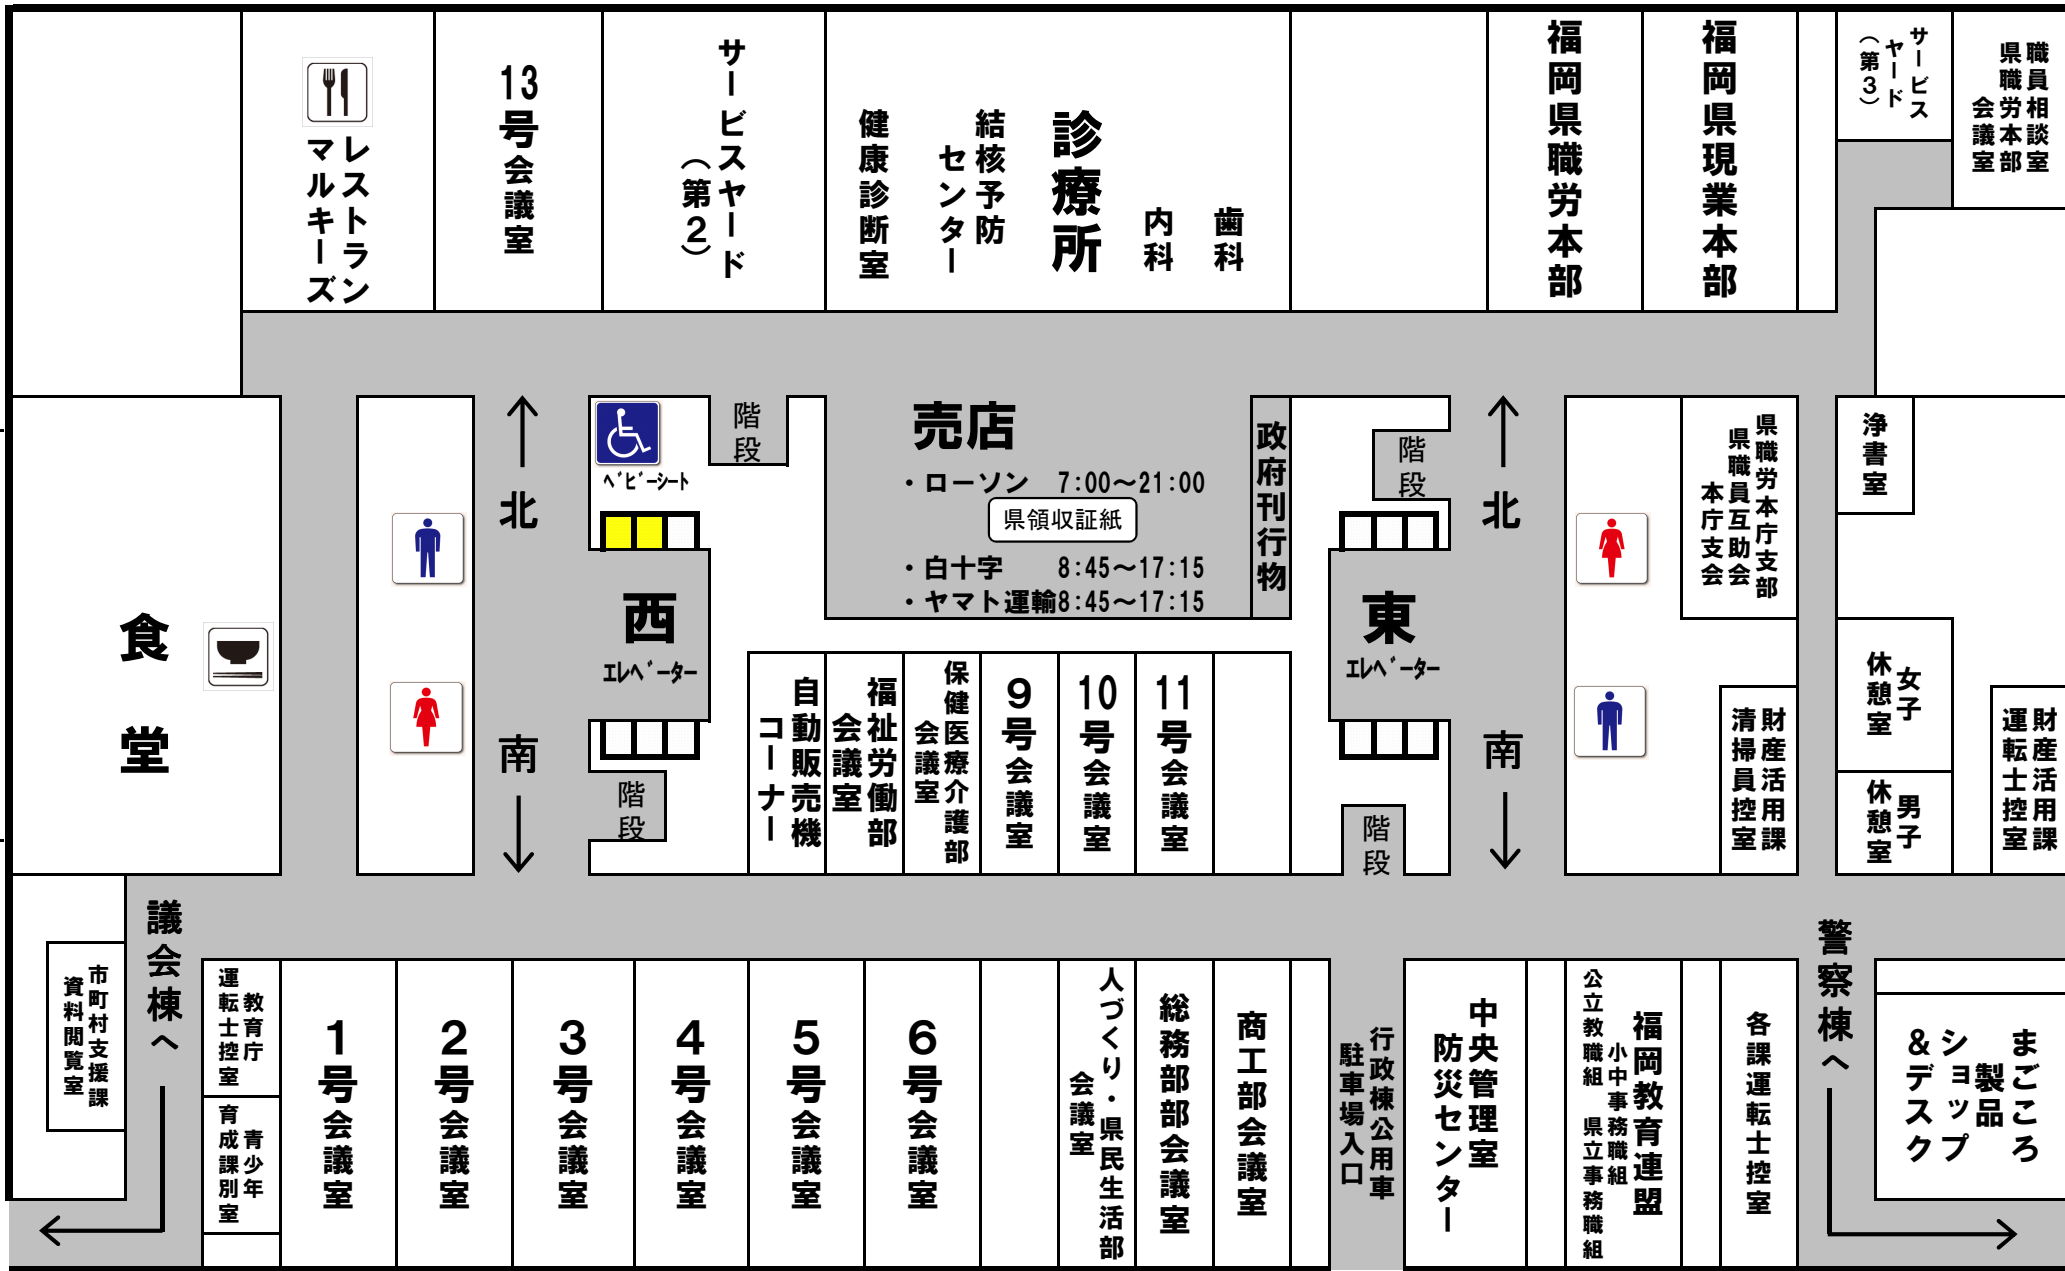 レストラン
マルキーズ
13号会議室
サービスヤード
（第２）
健康診断室
結核予防
センター
診療所
内科
歯科
福岡県職労本部
福岡県現業本部
サービス
ヤード
（第３）
職員相談室
県職労本部
会議室
食堂
北
南
ﾍﾞﾋﾞｰｼｰﾄ
階段
西
ｴﾚﾍﾞｰﾀｰ
階段
売店
・ローソン 7:00～21:00
県領収証紙
・白十字 8:45～17:15
・ヤマト運輸8:45～17:15
政府刊行物
階段
東
ｴﾚﾍﾞｰﾀｰ
階段
北
南
県職労本庁支部
県職員互助会
本庁支会
浄書室
女子
休憩室
男子
休憩室
財産活用課
清掃員控室
財産活用課
運転士控室
自動販売機
コーナー
福祉労働部
会議室
保健医療介護部
会議室
９号会議室
10号会議室
11号会議室
議会棟へ
市町村支援課
資料閲覧室
教育庁
運転士控室
青少年
育成課別室
１号会議室
２号会議室
３号会議室
４号会議室
５号会議室
６号会議室
人づくり・県民生活部
会議室
総務部部会議室
商工部会議室
行政棟公用車
駐車場入口
中央管理室
防災センター
福岡教育連盟
小中事務職組
公立教職組 県立事務職組
各課運転士控室
警察棟へ
まごころ
製品
ショップ
＆デスク